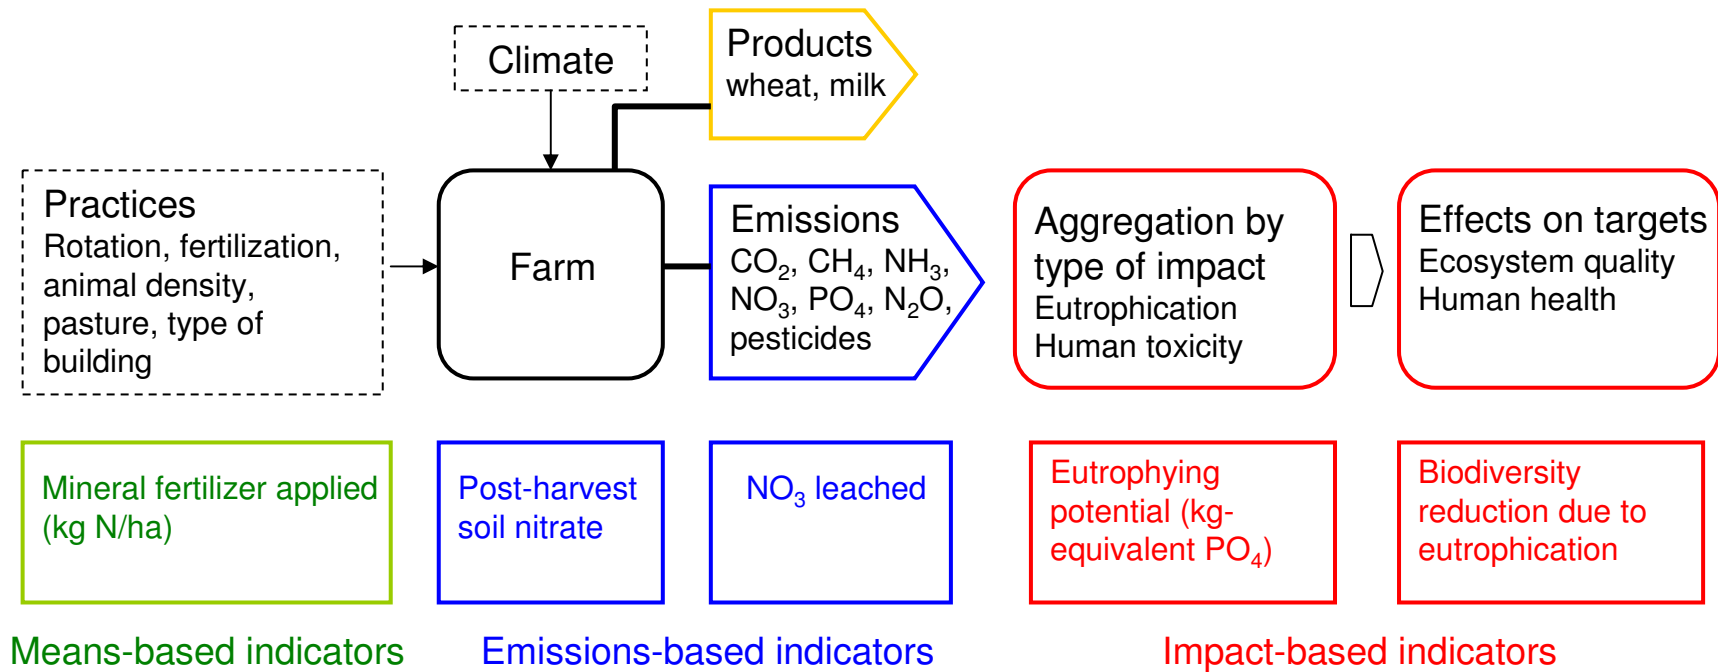 Climate
Products
wheat, milk
Practices
Rotation, fertilization,
animal density,
pasture, type of
building
Farm
Emissions
CO₂, CH₄, NH₃,
NO₃, PO₄, N₂O,
pesticides
Aggregation by
type of impact
Eutrophication
Human toxicity
Effects on targets
Ecosystem quality
Human health
Mineral fertilizer applied
(kg N/ha)
Post-harvest
soil nitrate
NO₃ leached
Eutrophying
potential (kg-
equivalent PO₄)
Biodiversity
reduction due to
eutrophication
Means-based indicators
Emissions-based indicators
Impact-based indicators